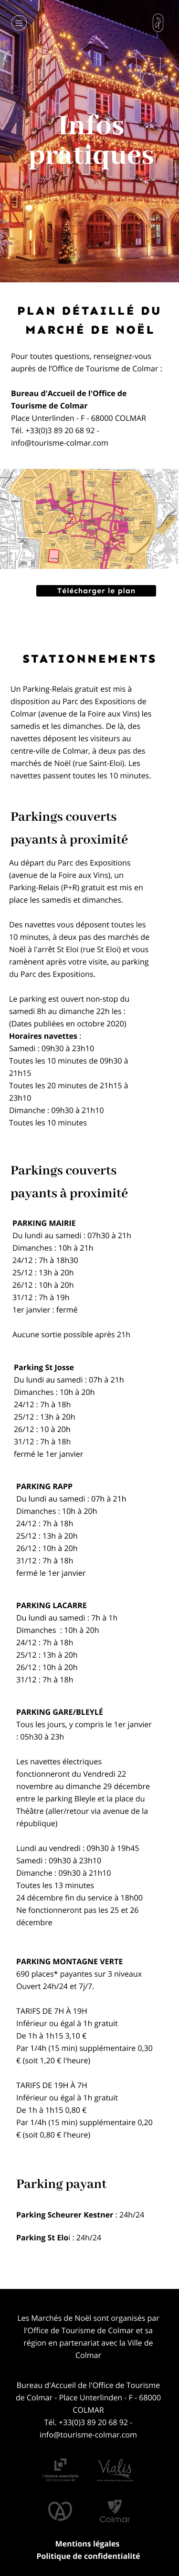 Infos
pratiques
PLAN DÉTAILLÉ DU
MARCHÉ DE NOËL
Pour toutes questions, renseignez-vous
auprès de l'Office de Tourisme de Colmar :
Bureau d'Accueil de l'Office de
Tourisme de Colmar
Place Unterlinden - F - 68000 COLMAR
Tél. +33(0)3 89 20 68 92 -
info@tourisme-colmar.com
Télécharger le plan
STATIONNEMENTS
Un Parking-Relais gratuit est mis à
disposition au Parc des Expositions de
Colmar (avenue de la Foire aux Vins) les
samedis et les dimanches. De là, des
navettes déposent les visiteurs au
centre-ville de Colmar, à deux pas des
marchés de Noël (rue Saint-Eloi). Les
navettes passent toutes les 10 minutes.
Parkings couverts
payants à proximité
Au départ du Parc des Expositions
(avenue de la Foire aux Vins), un
Parking-Relais (P+R) gratuit est mis en
place les samedis et dimanches.
Des navettes vous déposent toutes les
10 minutes, à deux pas des marchés de
Noël à l'arrêt St Eloi (rue St Eloi) et vous
ramènent après votre visite, au parking
du Parc des Expositions.
Le parking est ouvert non-stop du
samedi 8h au dimanche 22h les :
(Dates publiées en octobre 2020)
Horaires navettes :
Samedi : 09h30 à 23h10
Toutes les 10 minutes de 09h30 à
21h15
Toutes les 20 minutes de 21h15 à
23h10
Dimanche : 09h30 à 21h10
Toutes les 10 minutes
Parkings couverts
payants à proximité
PARKING MAIRIE
Du lundi au samedi : 07h30 à 21h
Dimanches : 10h à 21h
24/12 : 7h à 18h30
25/12 : 13h à 20h
26/12 : 10h à 20h
31/12 : 7h à 19h
1er janvier : fermé
Aucune sortie possible après 21h
Parking St Josse
Du lundi au samedi : 07h à 21h
Dimanches : 10h à 20h
24/12 : 7h à 18h
25/12 : 13h à 20h
26/12 : 10 à 20h
31/12 : 7h à 18h
fermé le 1er janvier
PARKING RAPP
Du lundi au samedi : 07h à 21h
Dimanches : 10h à 20h
24/12 : 7h à 18h
25/12 : 13h à 20h
26/12 : 10h à 20h
31/12 : 7h à 18h
fermé le 1er janvier
PARKING LACARRE
Du lundi au samedi : 7h à 1h
Dimanches : 10h à 20h
24/12 : 7h à 18h
25/12 : 13h à 20h
26/12 : 10h à 20h
31/12 : 7h à 18h
PARKING GARE/BLEYLÉ
Tous les jours, y compris le 1er janvier
: 05h30 à 23h
Les navettes électriques
fonctionneront du Vendredi 22
novembre au dimanche 29 décembre
entre le parking Bleyle et la place du
Théâtre (aller/retour via avenue de la
république)
Lundi au vendredi : 09h30 à 19h45
Samedi : 09h30 à 23h10
Dimanche : 09h30 à 21h10
Toutes les 13 minutes
24 décembre fin du service à 18h00
Ne fonctionneront pas les 25 et 26
décembre
PARKING MONTAGNE VERTE
690 places* payantes sur 3 niveaux
Ouvert 24h/24 et 7j/7.
TARIFS DE 7H À 19H
Inférieur ou égal à 1h gratuit
De 1h à 1h15 3,10 €
Par 1/4h (15 min) supplémentaire 0,30
€ (soit 1,20 € l'heure)
TARIFS DE 19H À 7H
Inférieur ou égal à 1h gratuit
De 1h à 1h15 0,80 €
Par 1/4h (15 min) supplémentaire 0,20
€ (soit 0,80 € l'heure)
Parking payant
Parking Scheurer Kestner : 24h/24
Parking St Eloi : 24h/24
Les Marchés de Noël sont organisés par
l'Office de Tourisme de Colmar et sa
région en partenariat avec la Ville de
Colmar
Bureau d'Accueil de l'Office de Tourisme
de Colmar - Place Unterlinden - F - 68000
COLMAR
Tél. +33(0)3 89 20 68 92 -
info@tourisme-colmar.com
Vialis
Colmar
Mentions légales
Politique de confidentialité